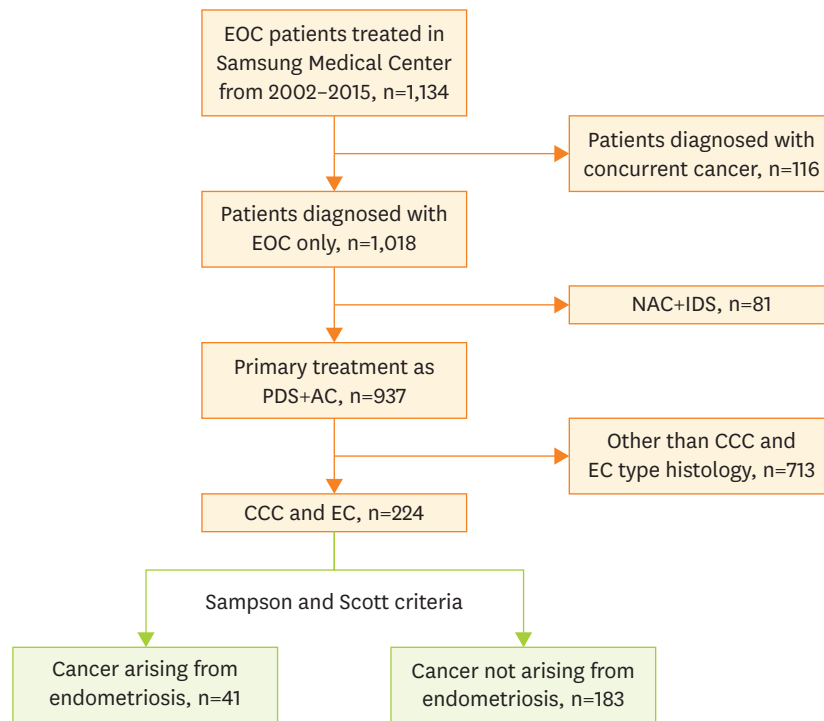 EOC patients treated in
Samsung Medical Center
from 2002–2015, n=1,134
Patients diagnosed with
concurrent cancer, n=116
Patients diagnosed with
EOC only, n=1,018
NAC+IDS, n=81
Primary treatment as
PDS+AC, n=937
Other than CCC and
EC type histology, n=713
CCC and EC, n=224
Sampson and Scott criteria
Cancer arising from
endometriosis, n=41
Cancer not arising from
endometriosis, n=183